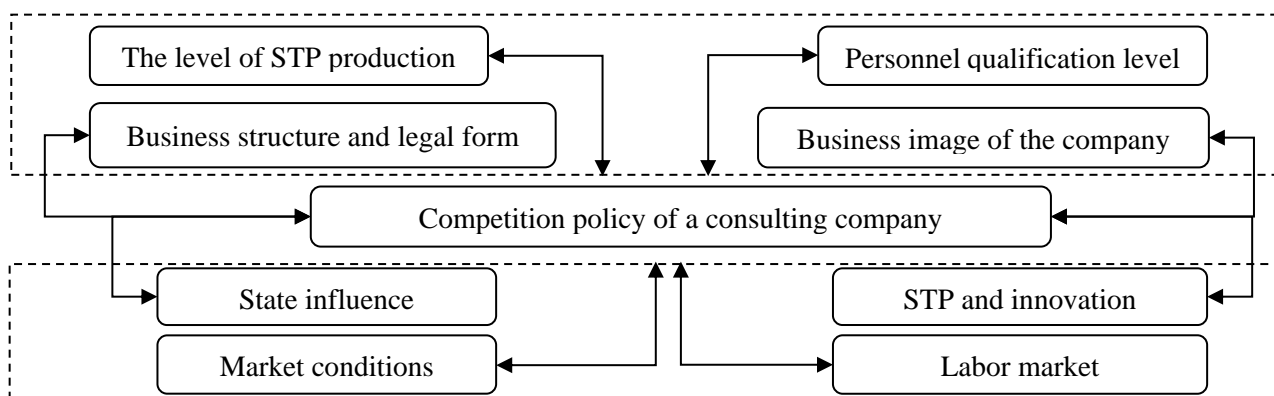 The level of STP production
Personnel qualification level
Business structure and legal form
Business image of the company
Competition policy of a consulting company
State influence
STP and innovation
Market conditions
Labor market